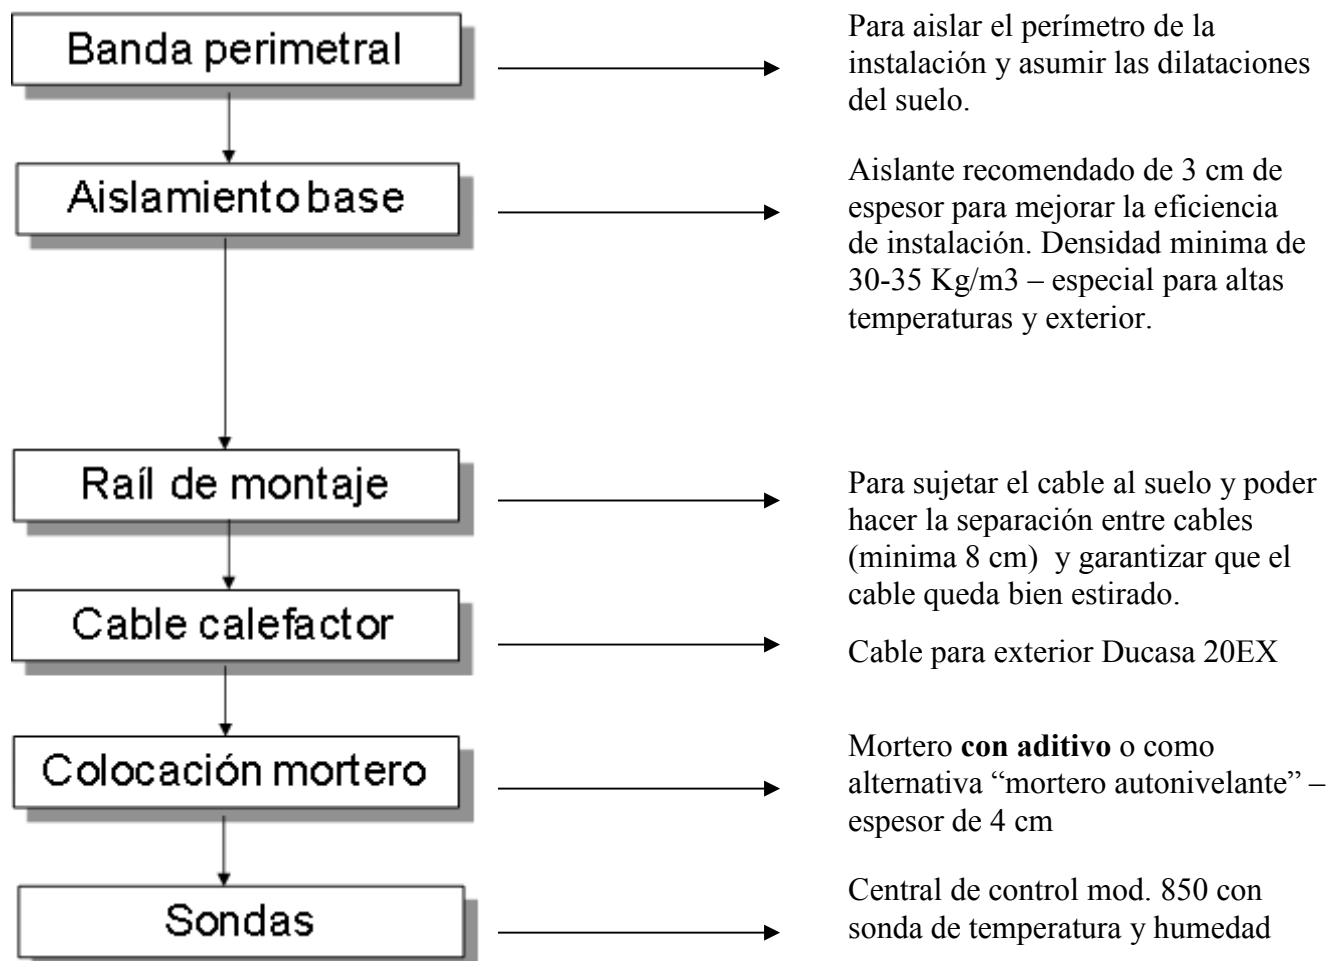 Banda perimetral
Para aislar el perímetro de la
instalación y asumir las dilataciones
del suelo.
Aislamiento base
Aislante recomendado de 3 cm de
espesor para mejorar la eficiencia
de instalación. Densidad minima de
30-35 Kg/m3 – especial para altas
temperaturas y exterior.
Raíl de montaje
Para sujetar el cable al suelo y poder
hacer la separación entre cables
(minima 8 cm)  y garantizar que el
cable queda bien estirado.
Cable calefactor
Cable para exterior Ducasa 20EX
Colocación mortero
Mortero con aditivo o como
alternativa “mortero autonivelante” –
espesor de 4 cm
Sondas
Central de control mod. 850 con
sonda de temperatura y humedad